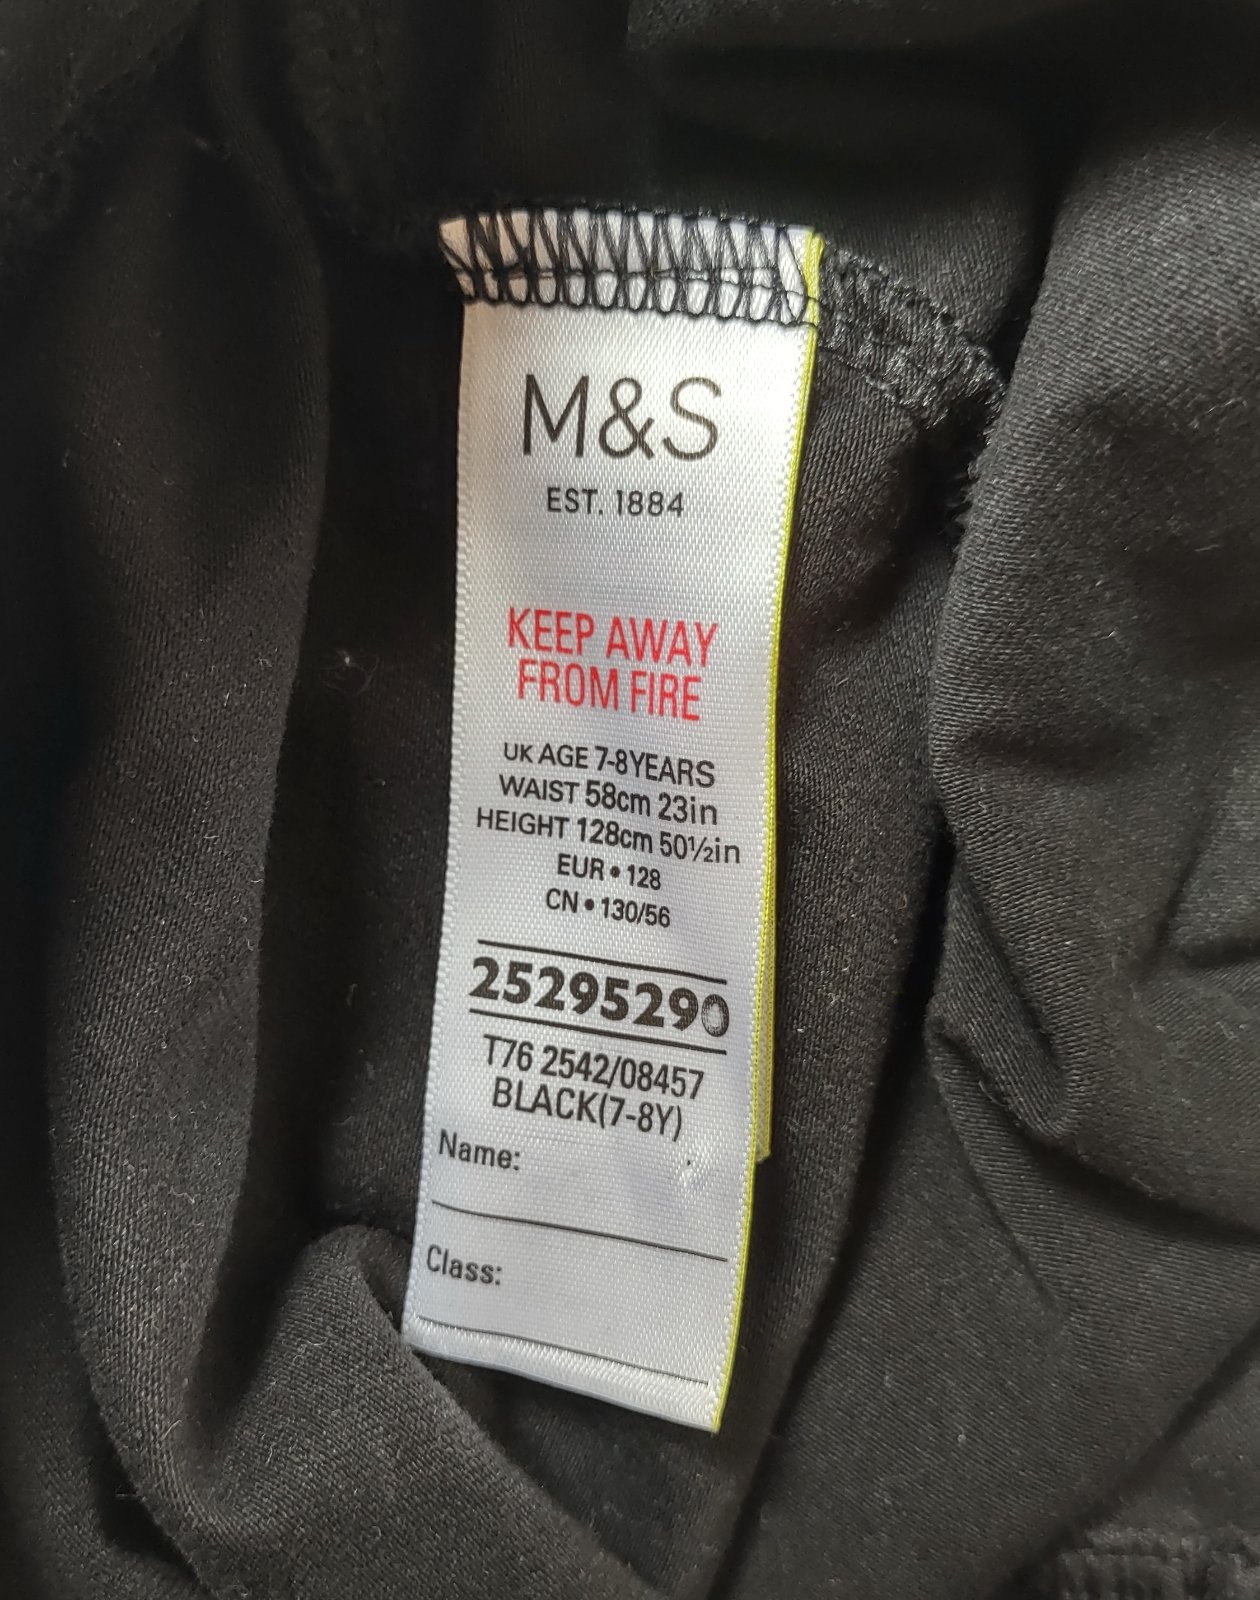 M&S
EST. 1884
KEEP AWAY
FROM FIRE
UK AGE 7-8YEARS
WAIST 58cm 23in
HEIGHT 128cm 50½in
EUR • 128
CN • 130/56
25295290
T76 2542/08457
BLACK(7-8Y)
Name:
Class: